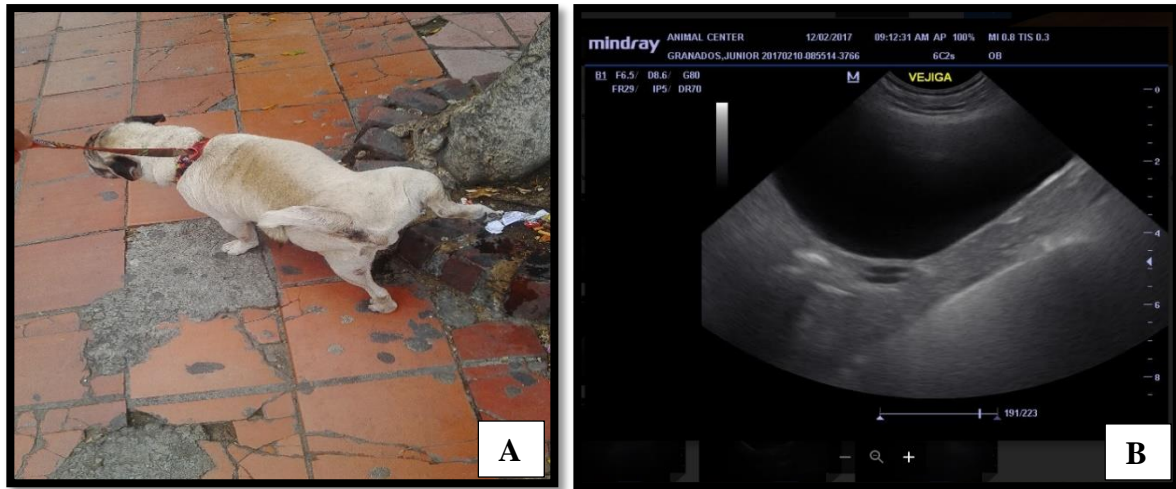 A
mindray
ANIMAL CENTER 12/02/2017 09:12:31 AM AP 100% MI 0.8 TIS 0.3
GRANADOS,JUNIOR 20170210-085514-3766 6C2s OB
B1 F6.5/ D8.6/ G80
FR29/ IP5/ DR70
M
VEJIGA
0
2
4
6
8
191/223
B